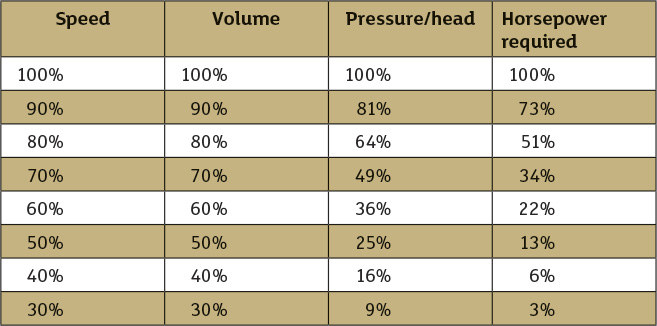 Speed Volume Pressure/head Horsepower required
100% 100% 100% 100%
90% 90% 81% 73%
80% 80% 64% 51%
70% 70% 49% 34%
60% 60% 36% 22%
50% 50% 25% 13%
40% 40% 16% 6%
30% 30% 9% 3%